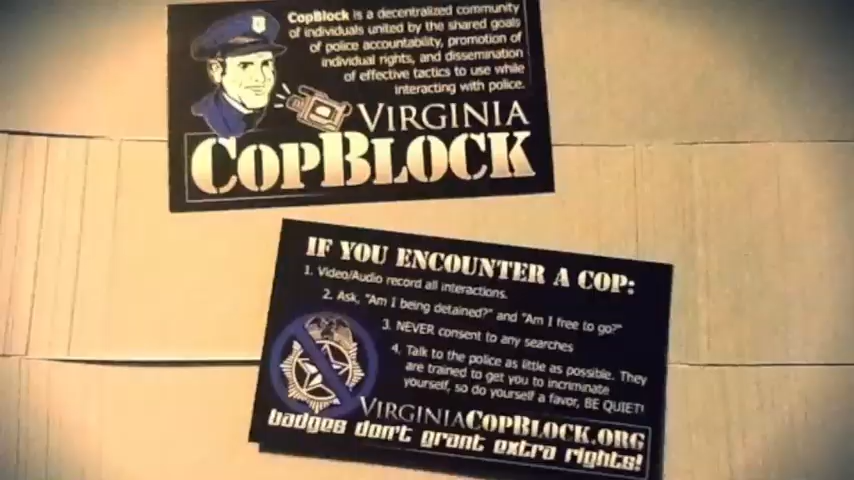 CopBlock is a decentralized community
of individuals united by the shared goals
of police accountability, promotion of
individual rights, and dissemination
of effective tactics to use while
interacting with police.
VIRGINIA
COPBLOCK
IF YOU ENCOUNTER A COP:
1. Video/Audio record all interactions.
2. Ask, "Am I being detained?" and "Am I free to go?"
3. NEVER consent to any searches
4. Talk to the police as little as possible. They
are trained to get you to incriminate
yourself, so do yourself a favor, BE QUIET!
VIRGINIACOPBLOCK.ORG
badges don't grant extra rights!